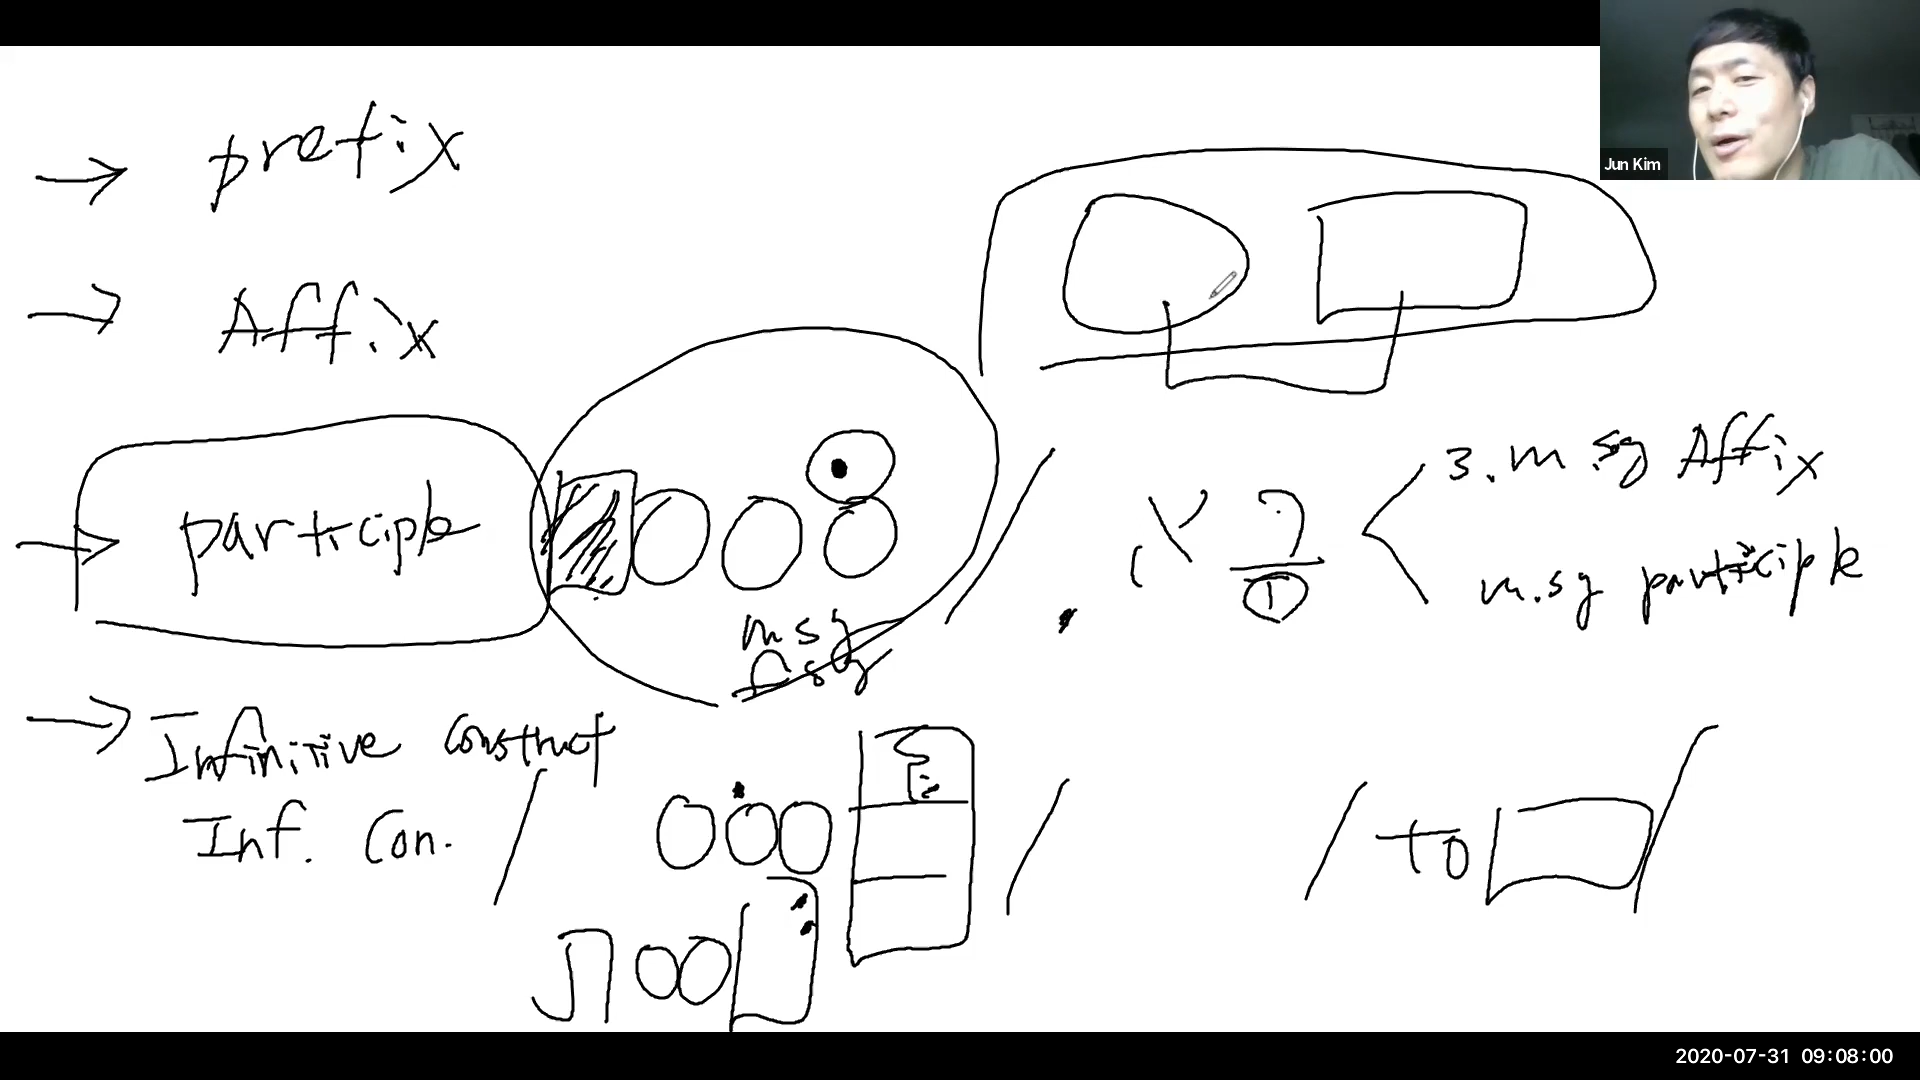 Jun Kim
prefix
Affix
participle
m sg
3. m. sg Affix
m. sg participle
1
Infinitive construct
Inf. Con.
to
2020-07-31 09:08:00